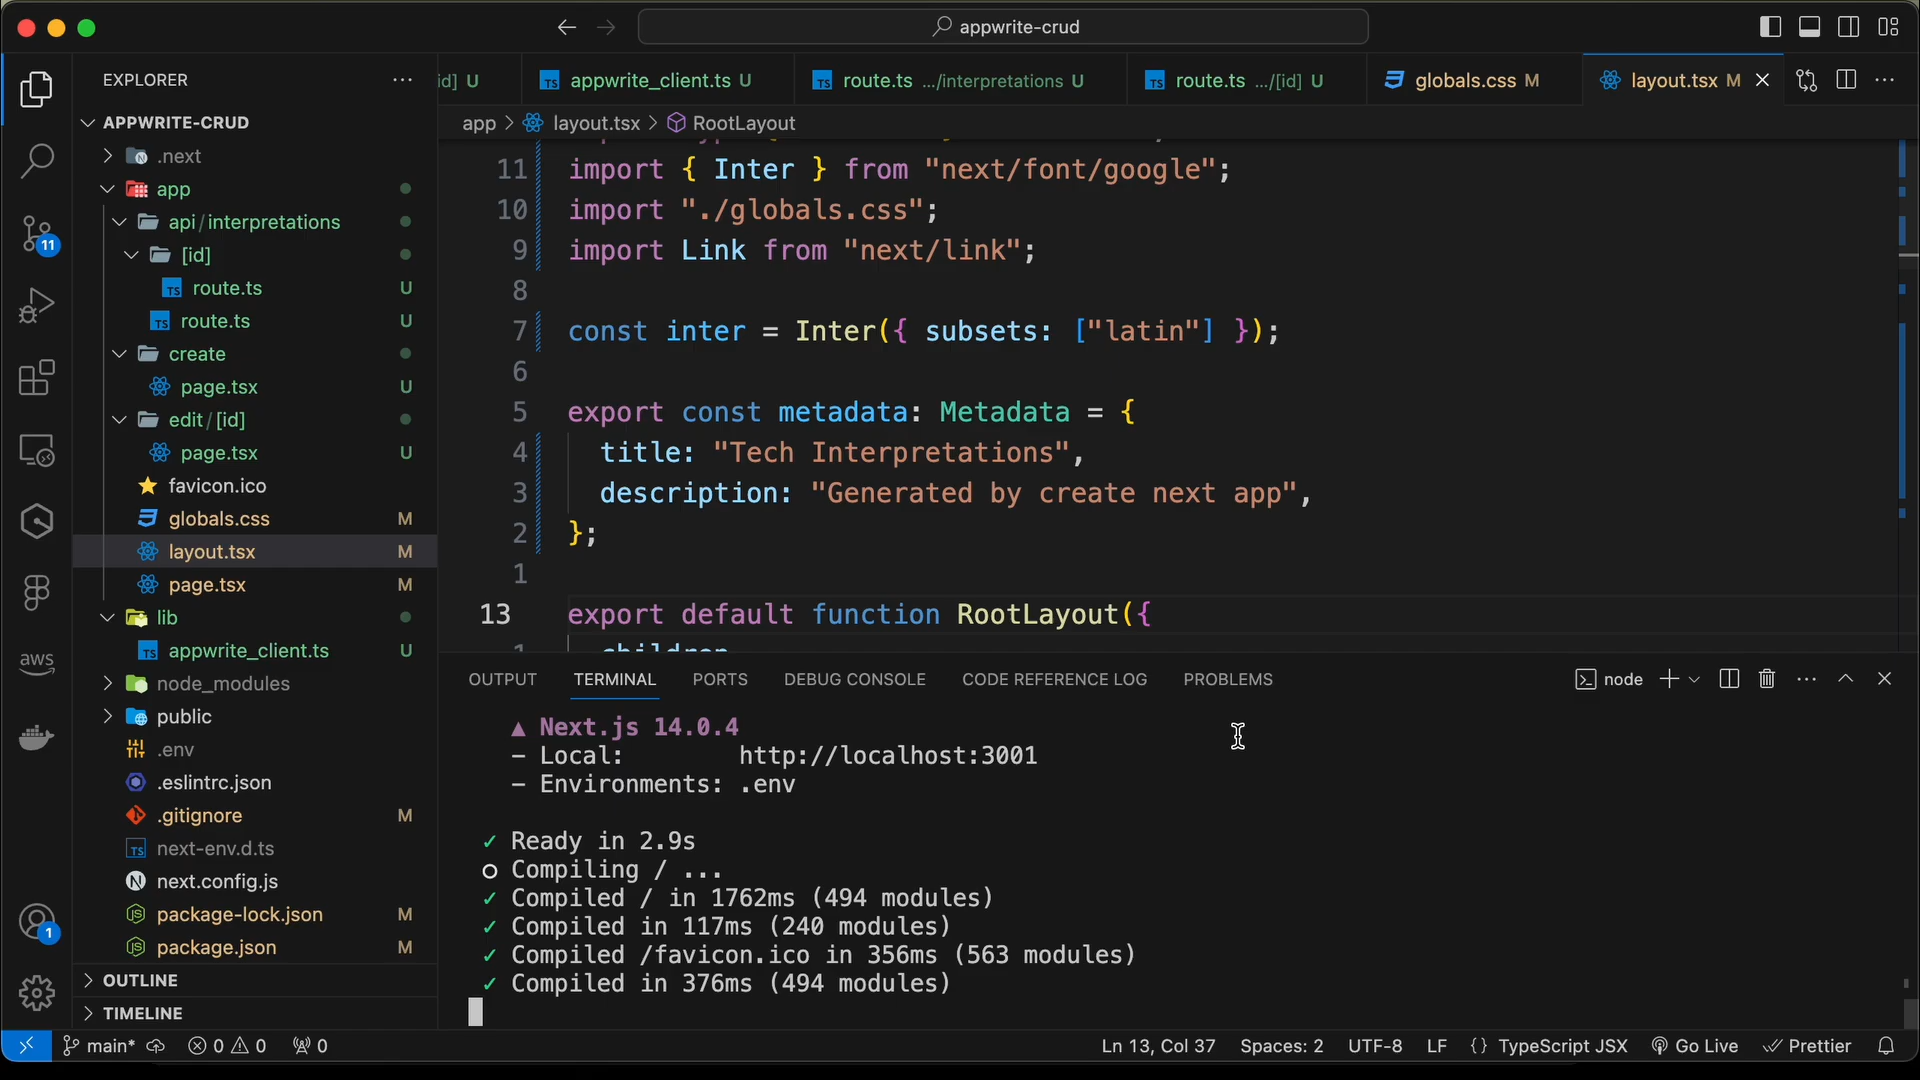 appwrite-crud
EXPLORER
APPWRITE-CRUD
.next
app
api/interpretations
[id]
route.ts U
route.ts U
create
page.tsx U
edit/[id]
page.tsx U
favicon.ico
globals.css M
layout.tsx M
page.tsx M
lib
appwrite_client.ts U
node_modules
public
.env
.eslintrc.json
.gitignore M
next-env.d.ts
next.config.js
package-lock.json M
package.json M
OUTLINE
TIMELINE
11
aws
1
id] U
appwrite_client.ts U
route.ts .../interpretations U
route.ts .../[id] U
globals.css M
layout.tsx M
app > layout.tsx > RootLayout
11 import { Inter } from "next/font/google";
10 import "./globals.css";
9 import Link from "next/link";
8
7 const inter = Inter({ subsets: ["latin"] });
6
5 export const metadata: Metadata = {
4 title: "Tech Interpretations",
3 description: "Generated by create next app",
2 };
1
13 export default function RootLayout({
1 children
OUTPUT TERMINAL PORTS DEBUG CONSOLE CODE REFERENCE LOG PROBLEMS
node
▲ Next.js 14.0.4
- Local: http://localhost:3001
- Environments: .env
✓ Ready in 2.9s
○ Compiling / ...
✓ Compiled / in 1762ms (494 modules)
✓ Compiled in 117ms (240 modules)
✓ Compiled /favicon.ico in 356ms (563 modules)
✓ Compiled in 376ms (494 modules)
main* 0 0 0
Ln 13, Col 37 Spaces: 2 UTF-8 LF {} TypeScript JSX Go Live Prettier